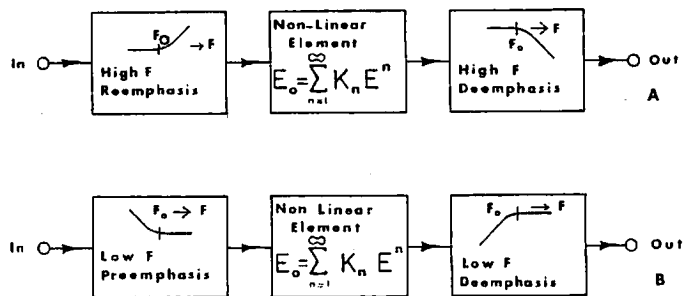 F₀ → F
In
High F
Reemphasis
Non-Linear
Element
E₀ = ∞ Σ n=1 Kₙ Eⁿ
→ F
F₀
High F
Deemphasis
Out
A
F₀ → F
In
Low F
Preemphasis
Non Linear
Element
E₀ = ∞ Σ n=1 Kₙ Eⁿ
F₀ → F
Low F
Deemphasis
Out
B